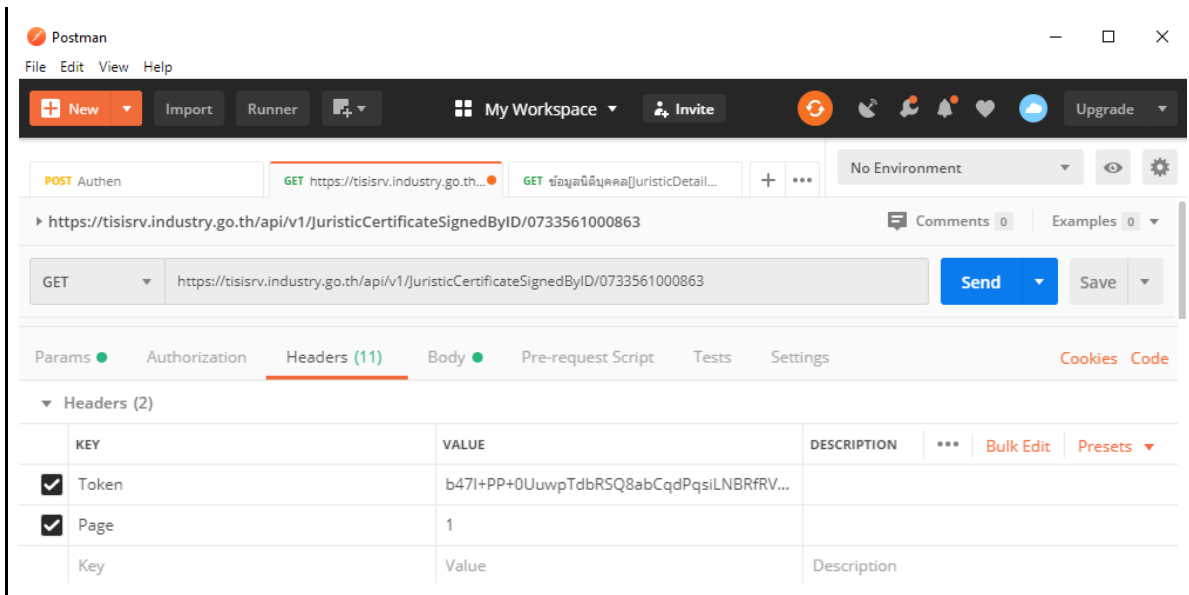 Postman
File Edit View Help
New Import Runner My Workspace Invite Upgrade
No Environment
POST Authen GET https://tisisrv.industry.go.th... GET ข้อมูลนิติบุคคล[JuristicDetail...
https://tisisrv.industry.go.th/api/v1/JuristicCertificateSignedByID/0733561000863 Comments 0 Examples 0
GET https://tisisrv.industry.go.th/api/v1/JuristicCertificateSignedByID/0733561000863 Send Save
Params Authorization Headers (11) Body Pre-request Script Tests Settings Cookies Code
Headers (2)
KEY VALUE DESCRIPTION Bulk Edit Presets
Token b47I+PP+0UuwpTdbRSQ8abCqdPqsiLNBRfRV...
Page 1
Key Value Description